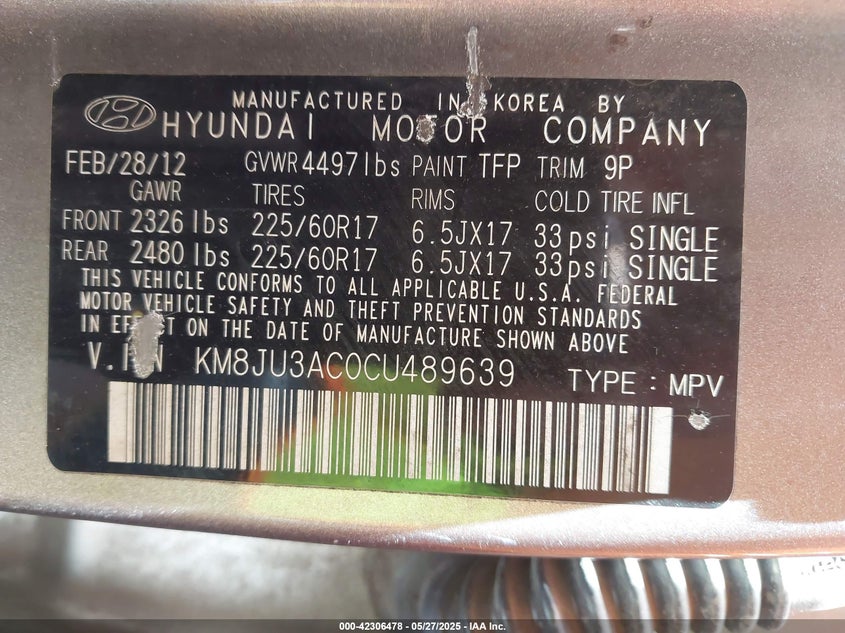 MANUFACTURED IN KOREA BY
HYUNDAI MOTOR COMPANY
FEB/28/12 GVWR 4497lbs PAINT TFP TRIM 9P
GAWR TIRES RIMS COLD TIRE INFL
FRONT 2326 lbs 225/60R17 6.5JX17 33psi SINGLE
REAR 2480 lbs 225/60R17 6.5JX17 33psi SINGLE
THIS VEHICLE CONFORMS TO ALL APPLICABLE U.S.A. FEDERAL
MOTOR VEHICLE SAFETY AND THEFT PREVENTION STANDARDS
IN EFFECT ON THE DATE OF MANUFACTURE SHOWN ABOVE
V.I.N KM8JU3AC0CU489639 TYPE : MPV
000-42306478 - 05/27/2025 - IAA Inc.